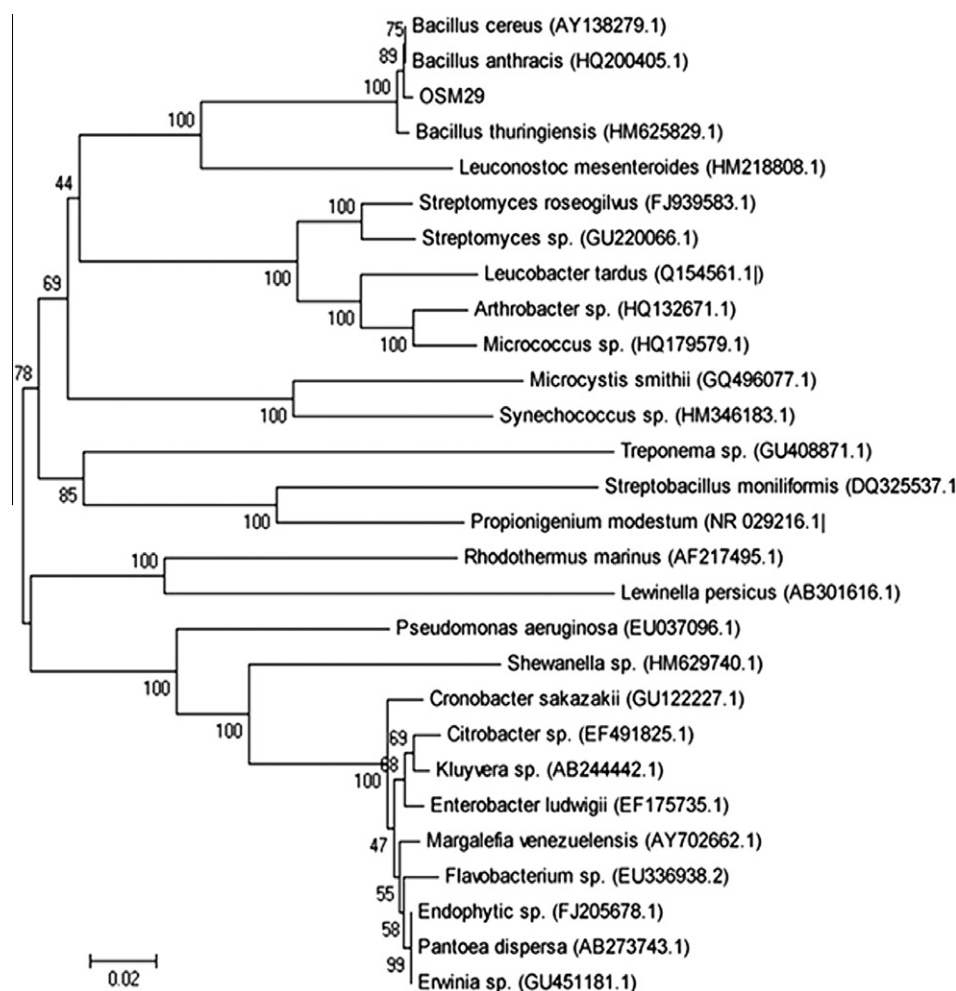 75
Bacillus cereus (AY138279.1)
89
Bacillus anthracis (HQ200405.1)
100
OSM29
100
Bacillus thuringiensis (HM625829.1)
Leuconostoc mesenteroides (HM218808.1)
44
100
Streptomyces roseogilvus (FJ939583.1)
Streptomyces sp. (GU220066.1)
100
Leucobacter tardus (Q154561.1|)
69
Arthrobacter sp. (HQ132671.1)
100
100
Micrococcus sp. (HQ179579.1)
78
Microcystis smithii (GQ496077.1)
100
Synechococcus sp. (HM346183.1)
Treponema sp. (GU408871.1)
85
Streptobacillus moniliformis (DQ325537.1
100
Propionigenium modestum (NR 029216.1|
100
Rhodothermus marinus (AF217495.1)
Lewinella persicus (AB301616.1)
Pseudomonas aeruginosa (EU037096.1)
100
Shewanella sp. (HM629740.1)
100
Cronobacter sakazakii (GU122227.1)
69
Citrobacter sp. (EF491825.1)
68
100
Kluyvera sp. (AB244442.1)
Enterobacter ludwigii (EF175735.1)
47
Margalefia venezuelensis (AY702662.1)
Flavobacterium sp. (EU336938.2)
55
Endophytic sp. (FJ205678.1)
58
Pantoea dispersa (AB273743.1)
99
Erwinia sp. (GU451181.1)
0.02